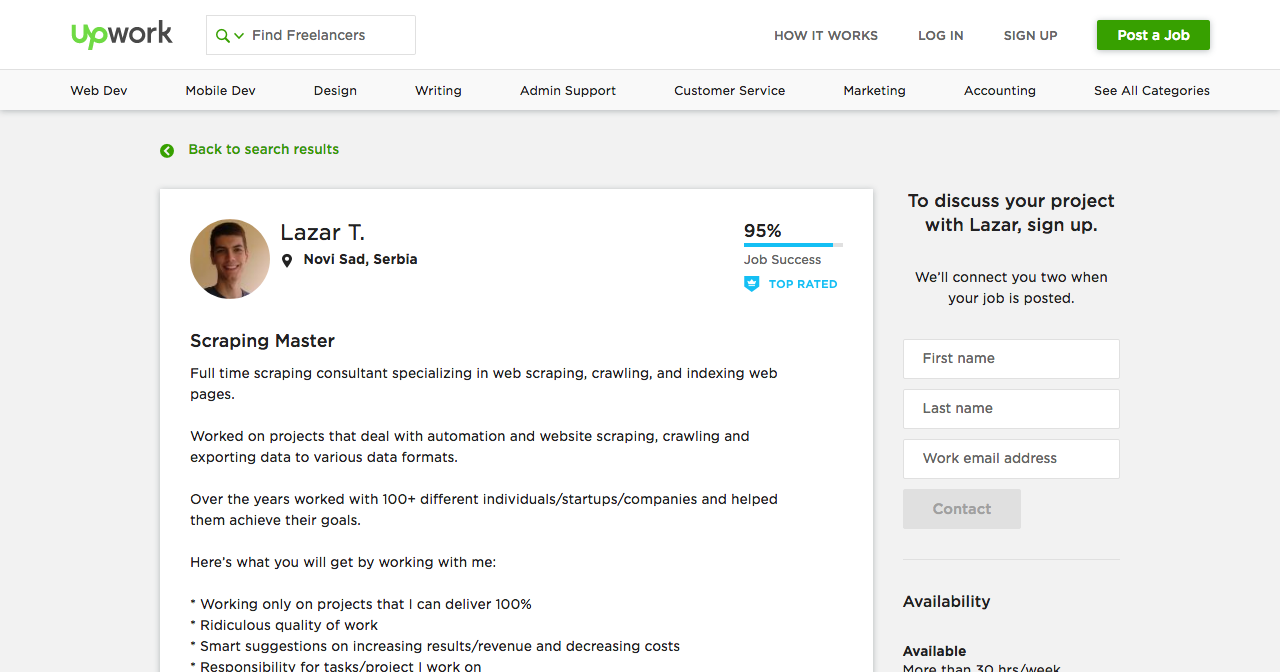 upwork
Find Freelancers
HOW IT WORKS
LOG IN
SIGN UP
Post a Job
Web Dev
Mobile Dev
Design
Writing
Admin Support
Customer Service
Marketing
Accounting
See All Categories
Back to search results
Lazar T.
Novi Sad, Serbia
95%
Job Success
TOP RATED
Scraping Master
Full time scraping consultant specializing in web scraping, crawling, and indexing web
pages.
Worked on projects that deal with automation and website scraping, crawling and
exporting data to various data formats.
Over the years worked with 100+ different individuals/startups/companies and helped
them achieve their goals.
Here's what you will get by working with me:
* Working only on projects that I can deliver 100%
* Ridiculous quality of work
* Smart suggestions on increasing results/revenue and decreasing costs
* Responsibility for tasks/project I work on
To discuss your project
with Lazar, sign up.
We'll connect you two when
your job is posted.
First name
Last name
Work email address
Contact
Availability
Available
More than 30 hrs/week